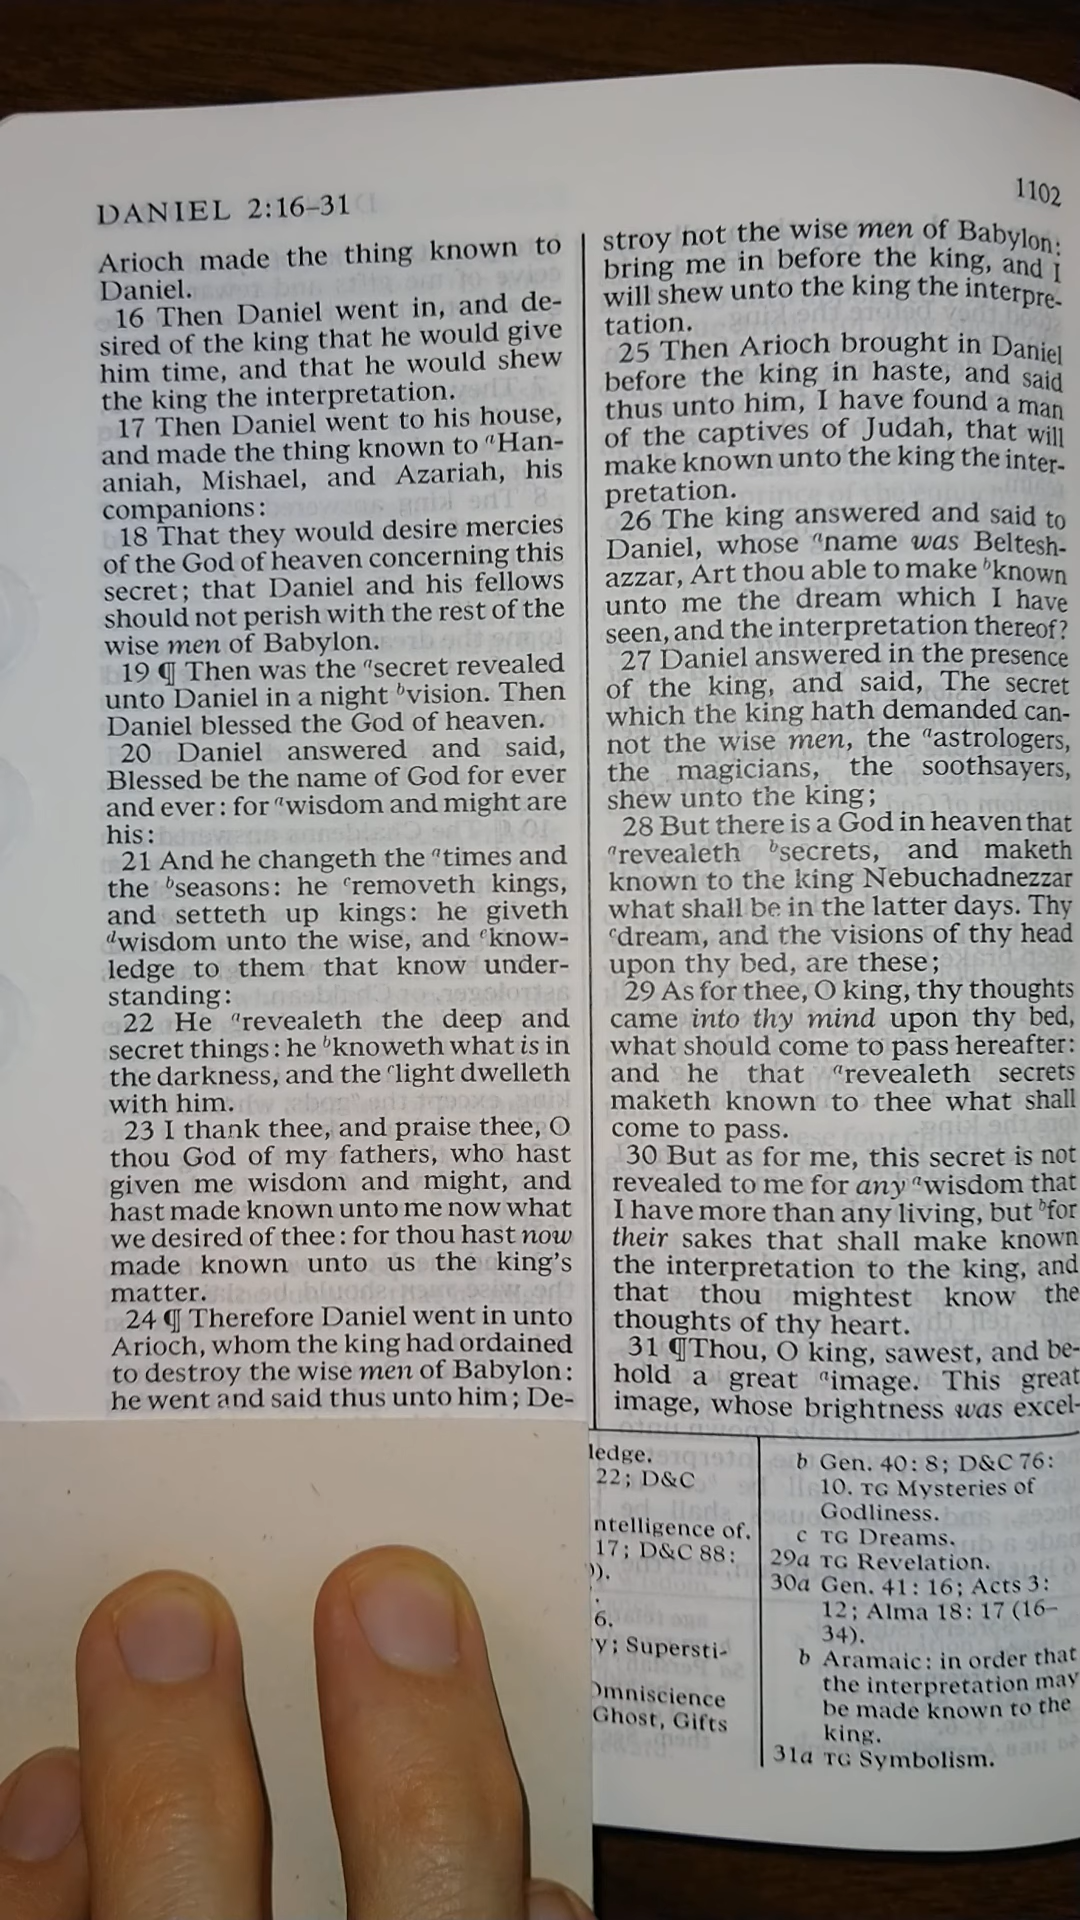 DANIEL 2:16–31
1102
Arioch made the thing known to
Daniel.
16 Then Daniel went in, and de-
sired of the king that he would give
him time, and that he would shew
the king the interpretation.
17 Then Daniel went to his house,
and made the thing known to aHan-
aniah, Mishael, and Azariah, his
companions:
18 That they would desire mercies
of the God of heaven concerning this
secret; that Daniel and his fellows
should not perish with the rest of the
wise men of Babylon.
19 ¶ Then was the asecret revealed
unto Daniel in a night bvision. Then
Daniel blessed the God of heaven.
20 Daniel answered and said,
Blessed be the name of God for ever
and ever: for awisdom and might are
his:
21 And he changeth the atimes and
the bseasons: he cremoveth kings,
and setteth up kings: he giveth
dwisdom unto the wise, and eknow-
ledge to them that know under-
standing:
22 He arevealeth the deep and
secret things: he bknoweth what is in
the darkness, and the clight dwelleth
with him.
23 I thank thee, and praise thee, O
thou God of my fathers, who hast
given me wisdom and might, and
hast made known unto me now what
we desired of thee: for thou hast now
made known unto us the king's
matter.
24 ¶ Therefore Daniel went in unto
Arioch, whom the king had ordained
to destroy the wise men of Babylon:
he went and said thus unto him; De-
stroy not the wise men of Babylon:
bring me in before the king, and I
will shew unto the king the interpre-
tation.
25 Then Arioch brought in Daniel
before the king in haste, and said
thus unto him, I have found a man
of the captives of Judah, that will
make known unto the king the inter-
pretation.
26 The king answered and said to
Daniel, whose aname was Beltesh-
azzar, Art thou able to make bknown
unto me the dream which I have
seen, and the interpretation thereof?
27 Daniel answered in the presence
of the king, and said, The secret
which the king hath demanded can-
not the wise men, the aastrologers,
the magicians, the soothsayers,
shew unto the king;
28 But there is a God in heaven that
arevealeth bsecrets, and maketh
known to the king Nebuchadnezzar
what shall be in the latter days. Thy
cdream, and the visions of thy head
upon thy bed, are these;
29 As for thee, O king, thy thoughts
came into thy mind upon thy bed,
what should come to pass hereafter:
and he that arevealeth secrets
maketh known to thee what shall
come to pass.
30 But as for me, this secret is not
revealed to me for any awisdom that
I have more than any living, but bfor
their sakes that shall make known
the interpretation to the king, and
that thou mightest know the
thoughts of thy heart.
31 ¶Thou, O king, sawest, and be-
hold a great aimage. This great
image, whose brightness was excel-
ledge.
22; D&C
ntelligence of.
17; D&C 88:
).
6.
y; Supersti-
Omniscience
Ghost, Gifts
b Gen. 40: 8; D&C 76:
10. TG Mysteries of
Godliness.
c TG Dreams.
29a TG Revelation.
30a Gen. 41: 16; Acts 3:
12; Alma 18: 17 (16–
34).
b Aramaic: in order that
the interpretation may
be made known to the
king.
31a TG Symbolism.